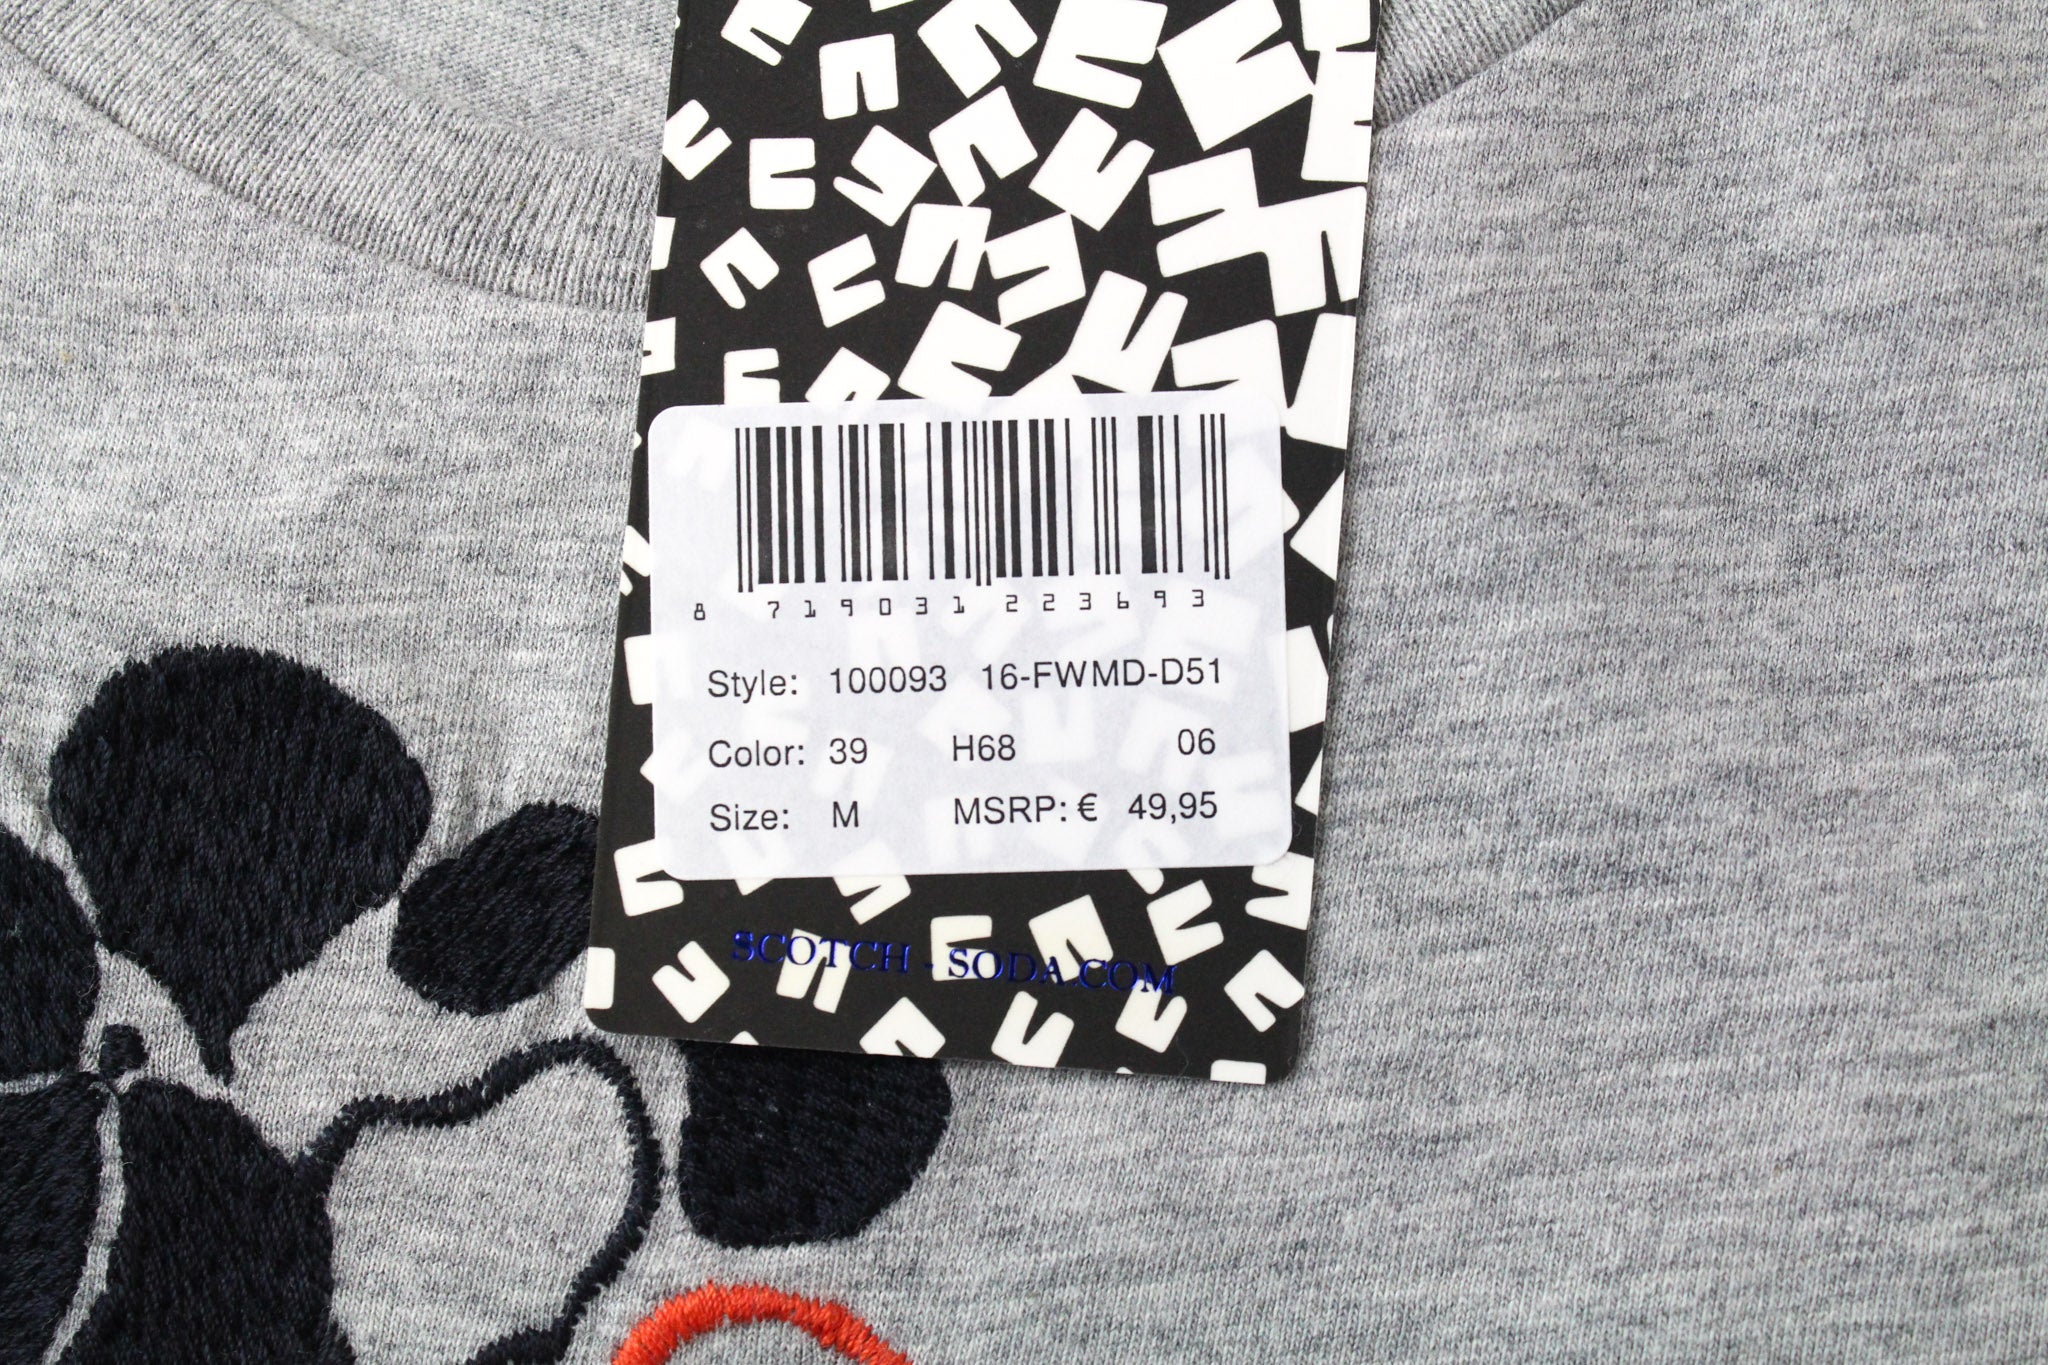 8 719031 223693
Style: 100093 16-FWMD-D51
Color: 39 H68 06
Size: M MSRP: € 49,95
SCOTCH - SODA.COM